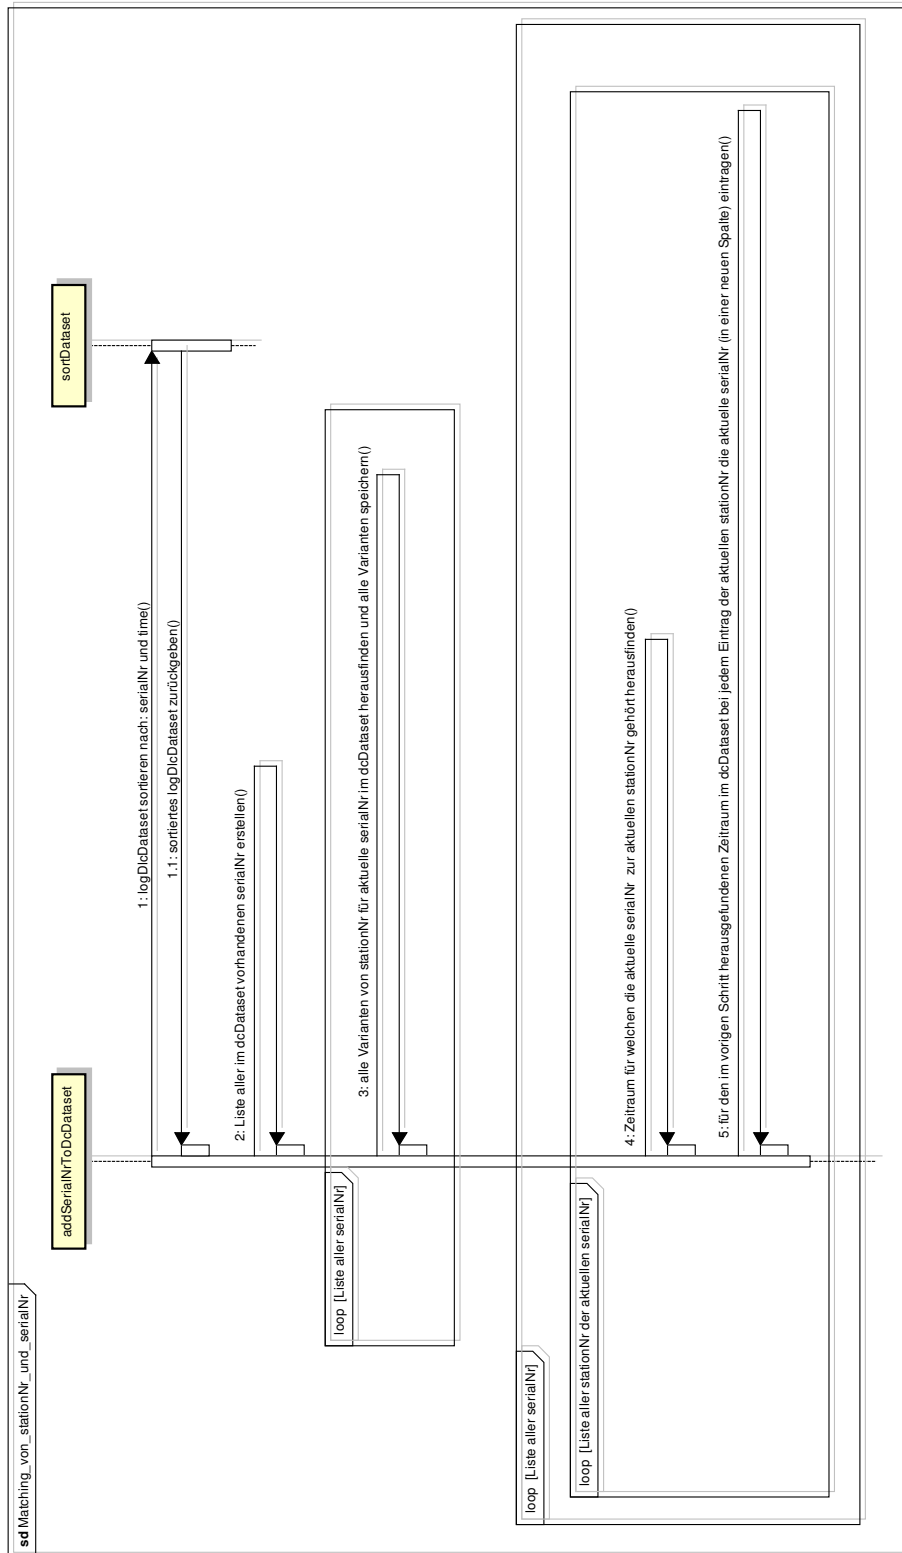 sd Matching_von_stationNr_und_serialNr
addSerialNrToDcDataset
sortDataset
1: logDlcDataset sortieren nach: serialNr und time()
1.1: sortiertes logDlcDataset zurückgeben()
2: Liste aller im dcDataset vorhandenen serialNr erstellen()
loop [Liste aller serialNr]
3: alle Varianten von stationNr für aktuelle serialNr im dcDataset herausfinden und alle Varianten speichern()
loop [Liste aller serialNr]
loop [Liste aller stationNr der aktuellen serialNr]
4: Zeitraum für welchen die aktuelle serialNr zur aktuellen stationNr gehört herausfinden()
5: für den im vorigen Schritt herausgefundenen Zeitraum im dcDataset bei jedem Eintrag der aktuellen stationNr die aktuelle serialNr (in einer neuen Spalte) eintragen()